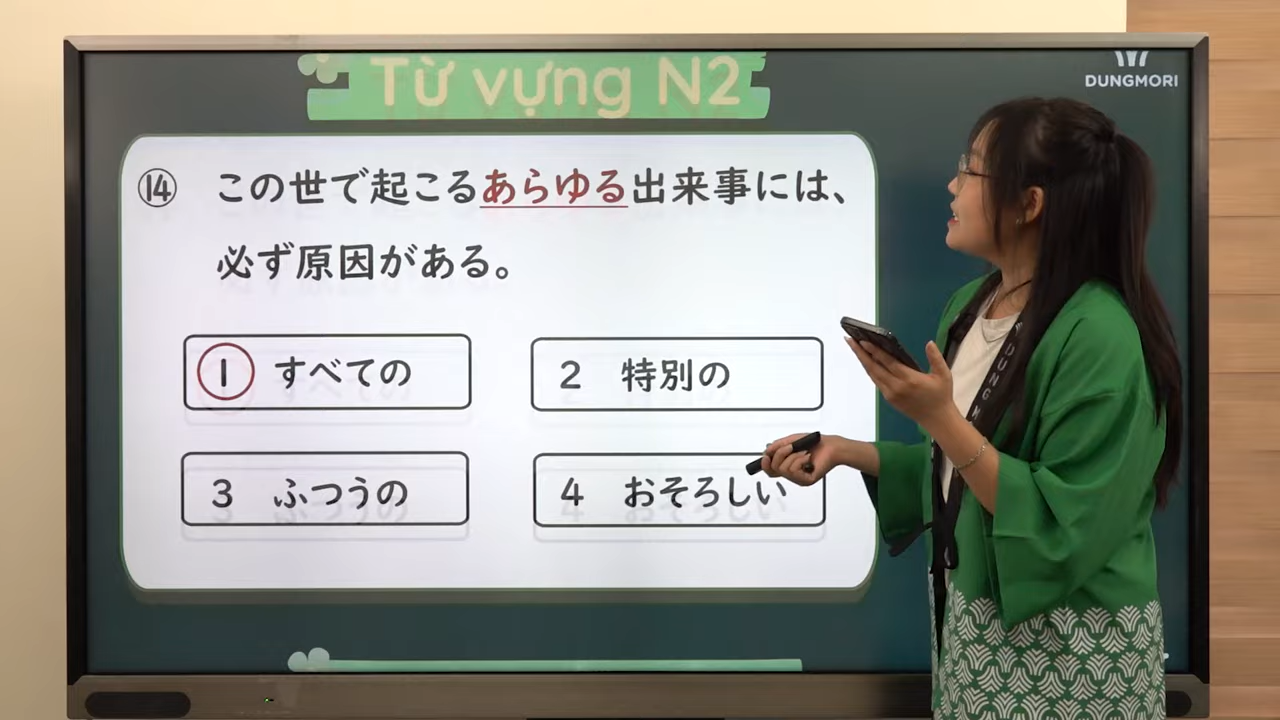 Từ vựng N2
DUNGMORI
⑭ この世で起こるあらゆる出来事には、
必ず原因がある。
1 すべての
2 特別の
3 ふつうの
4 おそろしい
DUNG M